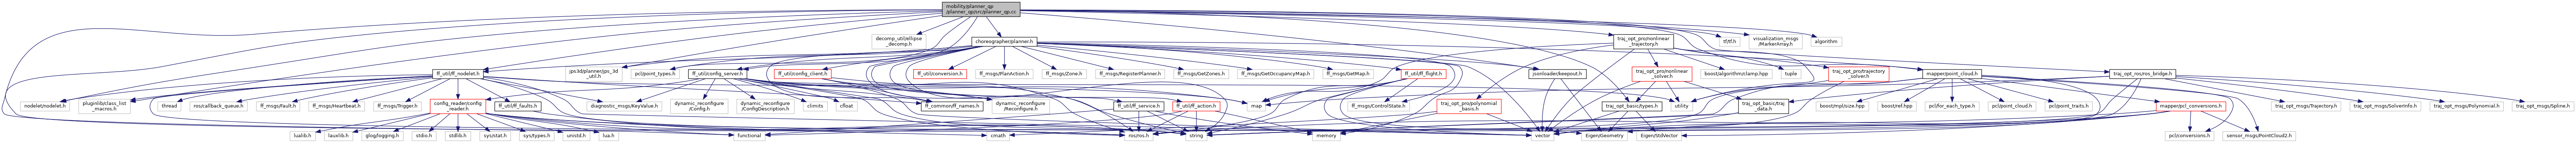 mobility/planner_qp
/planner_qp/src/planner_qp.cc
decomp_util/ellipse
_decomp.h
choreographer/planner.h
traj_opt_pro/nonlinear
_trajectory.h
tf/tf.h
visualization_msgs
/MarkerArray.h
algorithm
ff_util/ff_nodelet.h
jps3d/planner/jps_3d
_util.h
pcl/point_types.h
ff_util/config_server.h
ff_util/config_client.h
ff_util/conversion.h
ff_msgs/PlanAction.h
ff_msgs/Zone.h
ff_msgs/RegisterPlanner.h
ff_msgs/GetZones.h
ff_msgs/GetOccupancyMap.h
ff_msgs/GetMap.h
ff_util/ff_flight.h
jsonloader/keepout.h
traj_opt_pro/nonlinear
_solver.h
boost/algorithm/clamp.hpp
tuple
traj_opt_pro/trajectory
_solver.h
mapper/point_cloud.h
traj_opt_ros/ros_bridge.h
nodelet/nodelet.h
pluginlib/class_list
_macros.h
thread
ros/callback_queue.h
ff_msgs/Fault.h
ff_msgs/Heartbeat.h
ff_msgs/Trigger.h
config_reader/config
_reader.h
ff_util/ff_faults.h
diagnostic_msgs/KeyValue.h
dynamic_reconfigure
/Config.h
dynamic_reconfigure
/ConfigDescription.h
climits
cfloat
ff_common/ff_names.h
dynamic_reconfigure
/Reconfigure.h
ff_util/ff_service.h
ff_util/ff_action.h
map
ff_msgs/ControlState.h
traj_opt_pro/polynomial
_basis.h
traj_opt_basic/types.h
utility
traj_opt_basic/traj
_data.h
boost/mpl/size.hpp
boost/ref.hpp
pcl/for_each_type.h
pcl/point_cloud.h
pcl/point_traits.h
mapper/pcl_conversions.h
traj_opt_msgs/Trajectory.h
traj_opt_msgs/SolverInfo.h
traj_opt_msgs/Polynomial.h
traj_opt_msgs/Spline.h
lualib.h
lauxlib.h
glog/logging.h
stdio.h
stdlib.h
sys/stat.h
sys/types.h
unistd.h
lua.h
functional
cmath
ros/ros.h
string
memory
vector
Eigen/Geometry
Eigen/StdVector
pcl/conversions.h
sensor_msgs/PointCloud2.h